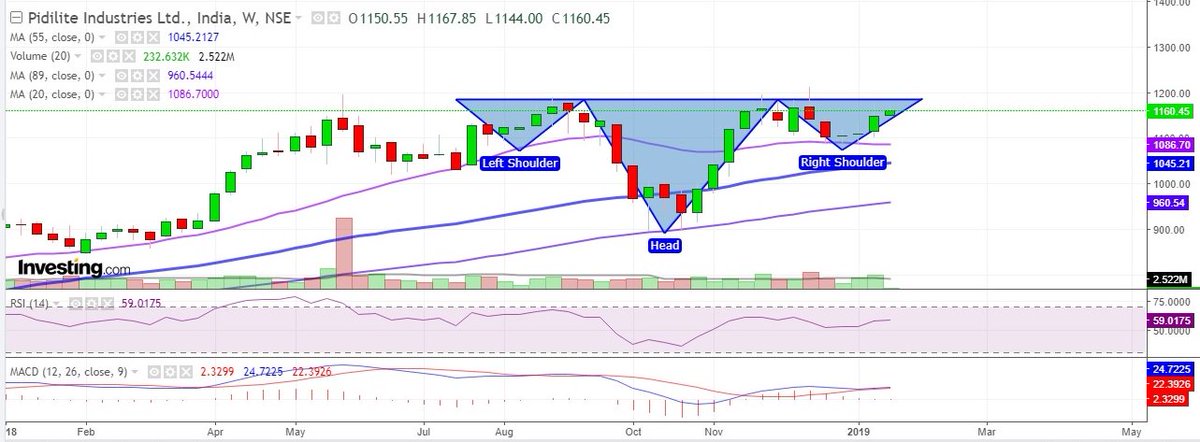 Pidilite Industries Ltd., India, W, NSE O1150.55 H1167.85 L1144.00 C1160.45
MA (55, close, 0) 1045.2127
Volume (20) 232.632K 2.522M
MA (89, close, 0) 960.5444
MA (20, close, 0) 1086.7000
1400.00
1300.00
1200.00
1160.45
1100.00
1086.70
1045.21
1000.00
960.54
900.00
2.522M
Left Shoulder
Right Shoulder
Head
Investing.com
RSI (14) 59.0175
75.0000
59.0175
50.0000
MACD (12, 26, close, 9) 2.3299 24.7225 22.3926
24.7225
22.3926
2.3299
18 Feb Apr May Jul Aug Oct Nov 2019 Mar May